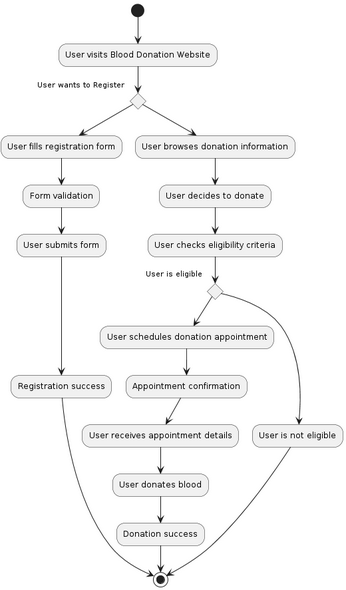 User visits Blood Donation Website
User wants to Register
User fills registration form
User browses donation information
Form validation
User decides to donate
User submits form
User checks eligibility criteria
User is eligible
User schedules donation appointment
Registration success
Appointment confirmation
User receives appointment details
User is not eligible
User donates blood
Donation success